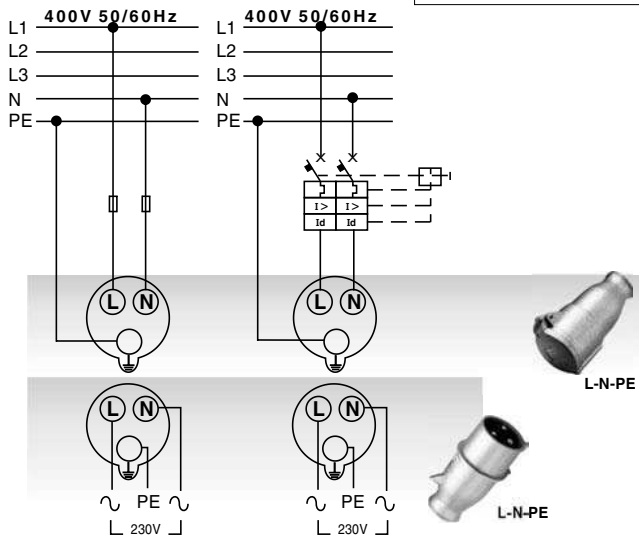 400V 50/60Hz 400V 50/60Hz
L1 L1
L2 L2
L3 L3
N N
PE PE
I
I > I >
Id Id
L N L N
L-N-PE
L N L N
PE PE
230V 230V
L-N-PE